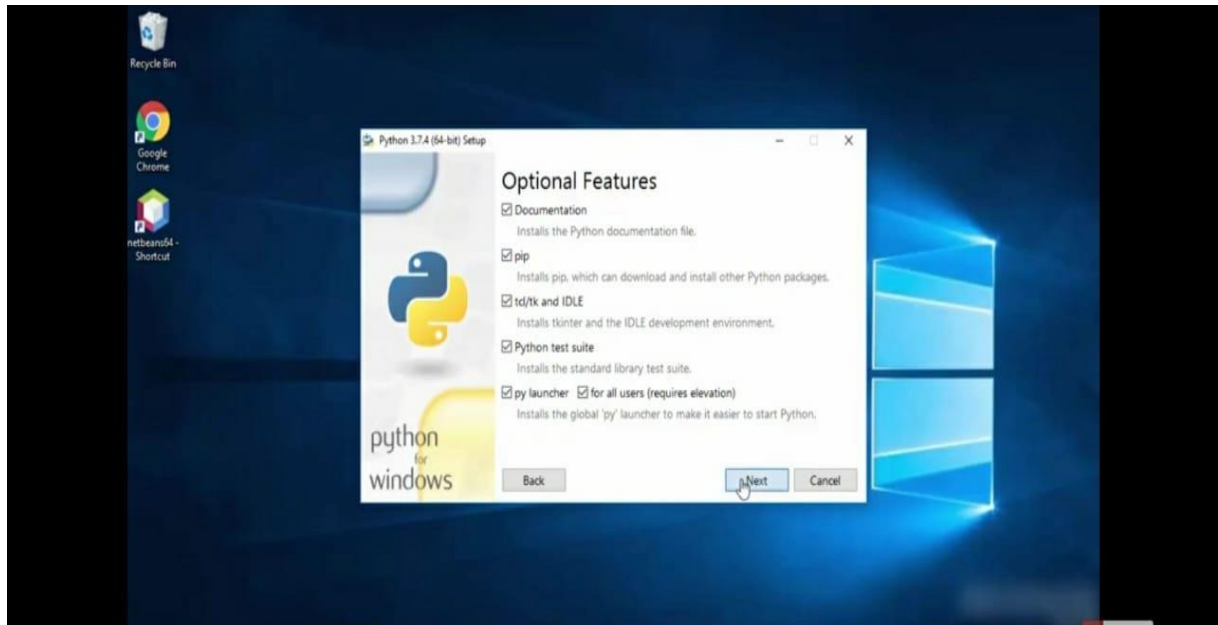 Recycle Bin
Google
Chrome
netbeans64 -
Shortcut
Python 3.7.4 (64-bit) Setup
Optional Features
Documentation
Installs the Python documentation file.
pip
Installs pip, which can download and install other Python packages.
tcl/tk and IDLE
Installs tkinter and the IDLE development environment.
Python test suite
Installs the standard library test suite.
py launcher for all users (requires elevation)
Installs the global 'py' launcher to make it easier to start Python.
python
for
windows
Back Next Cancel